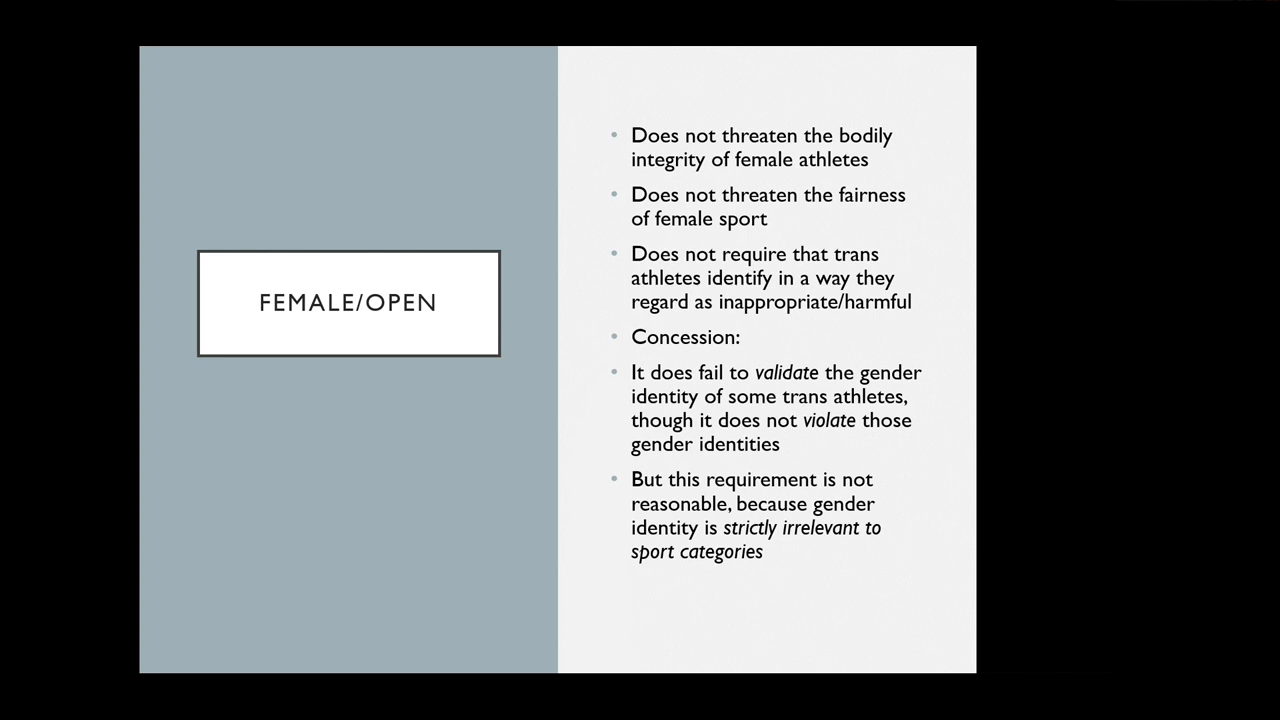 FEMALE/OPEN
• Does not threaten the bodily
integrity of female athletes
• Does not threaten the fairness
of female sport
• Does not require that trans
athletes identify in a way they
regard as inappropriate/harmful
• Concession:
• It does fail to validate the gender
identity of some trans athletes,
though it does not violate those
gender identities
• But this requirement is not
reasonable, because gender
identity is strictly irrelevant to
sport categories